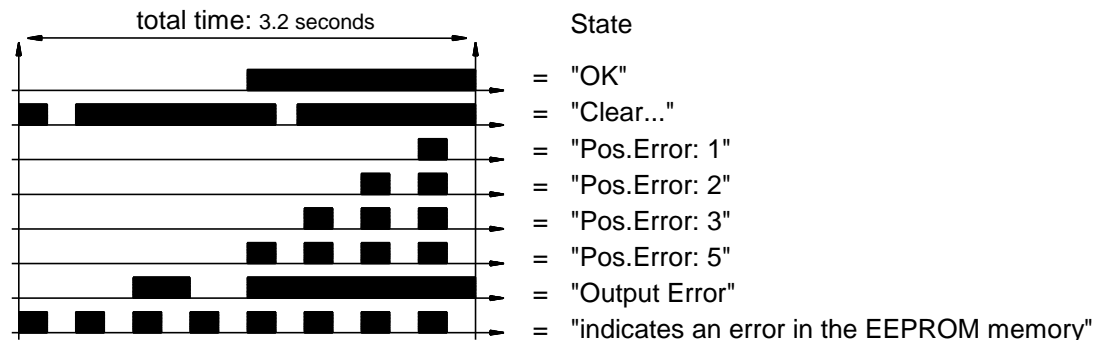 total time: 3.2 seconds
State
= "OK"
= "Clear..."
= "Pos.Error: 1"
= "Pos.Error: 2"
= "Pos.Error: 3"
= "Pos.Error: 5"
= "Output Error"
= "indicates an error in the EEPROM memory"